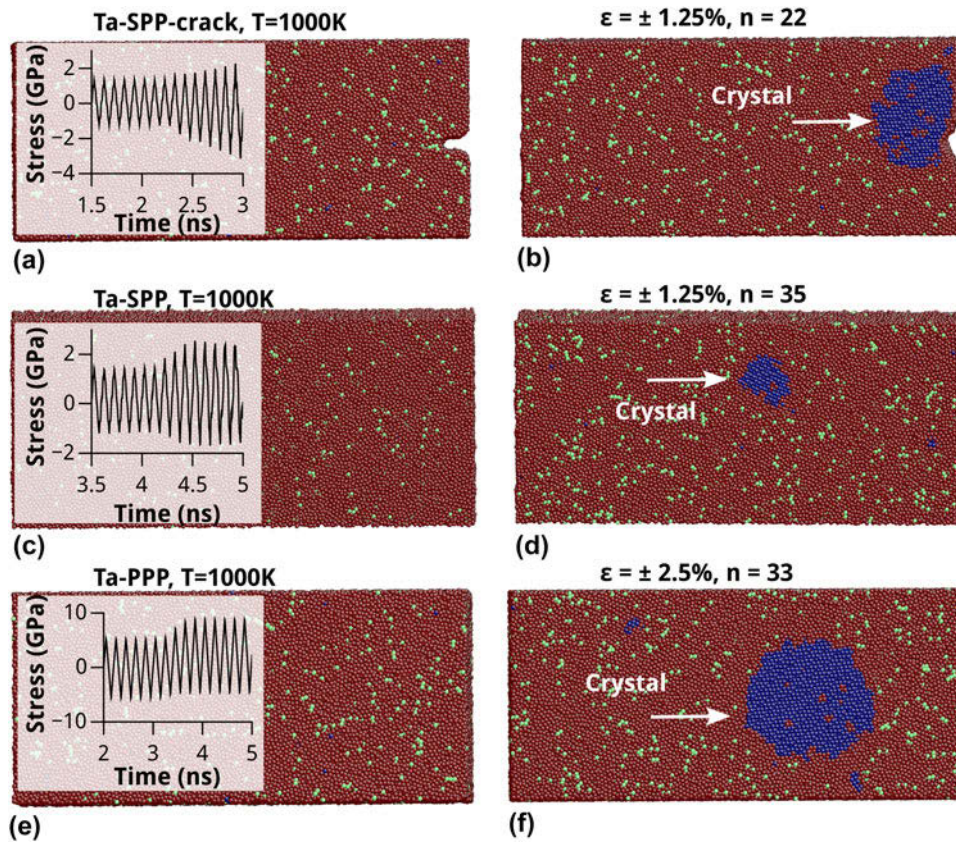 Ta-SPP-crack, T=1000K
ε = ± 1.25%, n = 22
Stress (GPa)
2
0
−2
−4
1.5 2 2.5 3
Time (ns)
Crystal
(a)
(b)
Ta-SPP, T=1000K
ε = ± 1.25%, n = 35
Stress (GPa)
2
0
−2
3.5 4 4.5 5
Time (ns)
Crystal
(c)
(d)
Ta-PPP, T=1000K
ε = ± 2.5%, n = 33
Stress (GPa)
10
0
−10
2 3 4 5
Time (ns)
Crystal
(e)
(f)